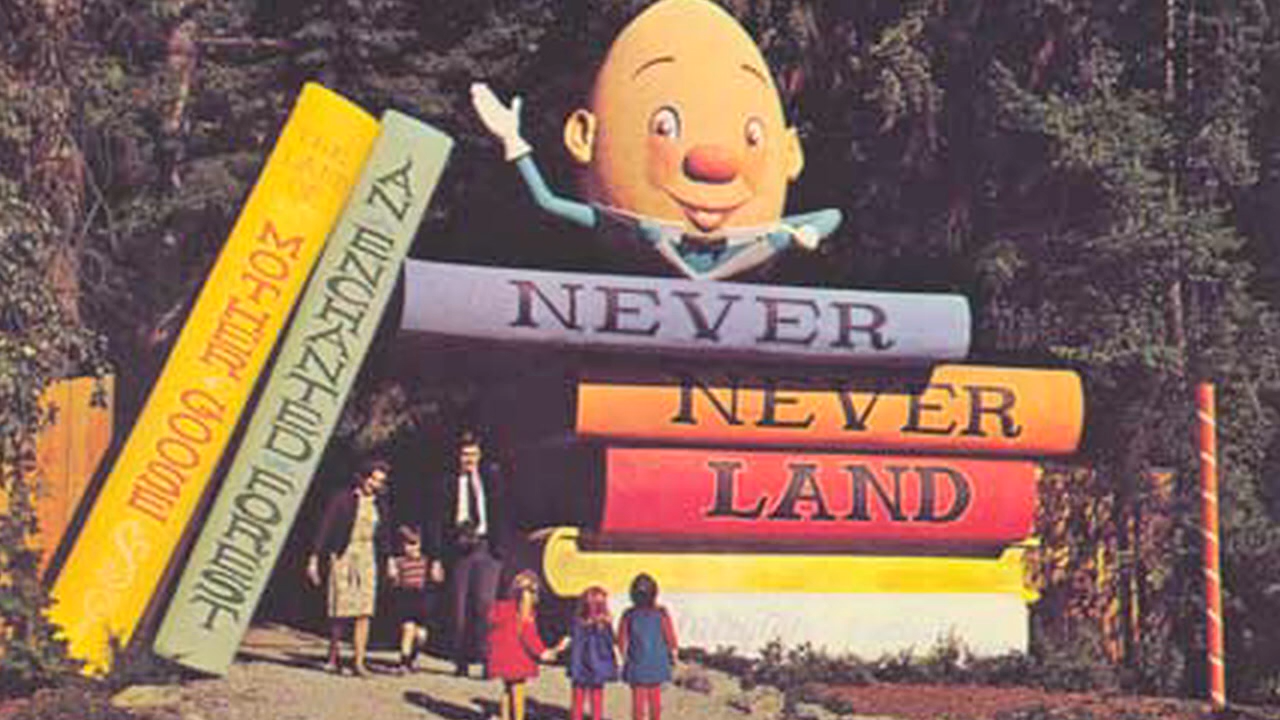 MOTHER GOOSE
AN ENCHANTED FOREST
NEVER
NEVER
LAND